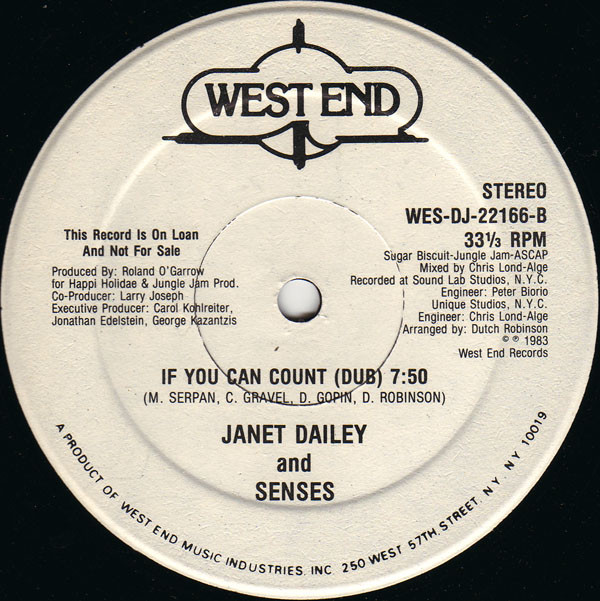 WEST END
STEREO
WES-DJ-22166-B
33⅓ RPM
This Record Is On Loan
And Not For Sale
Produced By: Roland O'Garrow
for Happi Holidae & Jungle Jam Prod.
Co-Producer: Larry Joseph
Executive Producer: Carol Kohlreiter,
Jonathan Edelstein, George Kazantzis
Sugar Biscuit-Jungle Jam-ASCAP
Mixed by Chris Lond-Alge
Recorded at Sound Lab Studios, N.Y.C.
Engineer: Peter Biorio
Unique Studios, N.Y.C.
Engineer: Chris Lond-Alge
Arranged by: Dutch Robinson
© ℗ 1983
West End Records
IF YOU CAN COUNT (DUB) 7:50
(M. SERPAN, C. GRAVEL, D. GOPIN, D. ROBINSON)
JANET DAILEY
and
SENSES
A PRODUCT OF WEST END MUSIC INDUSTRIES, INC. 250 WEST 57TH. STREET, N.Y. NY 10019